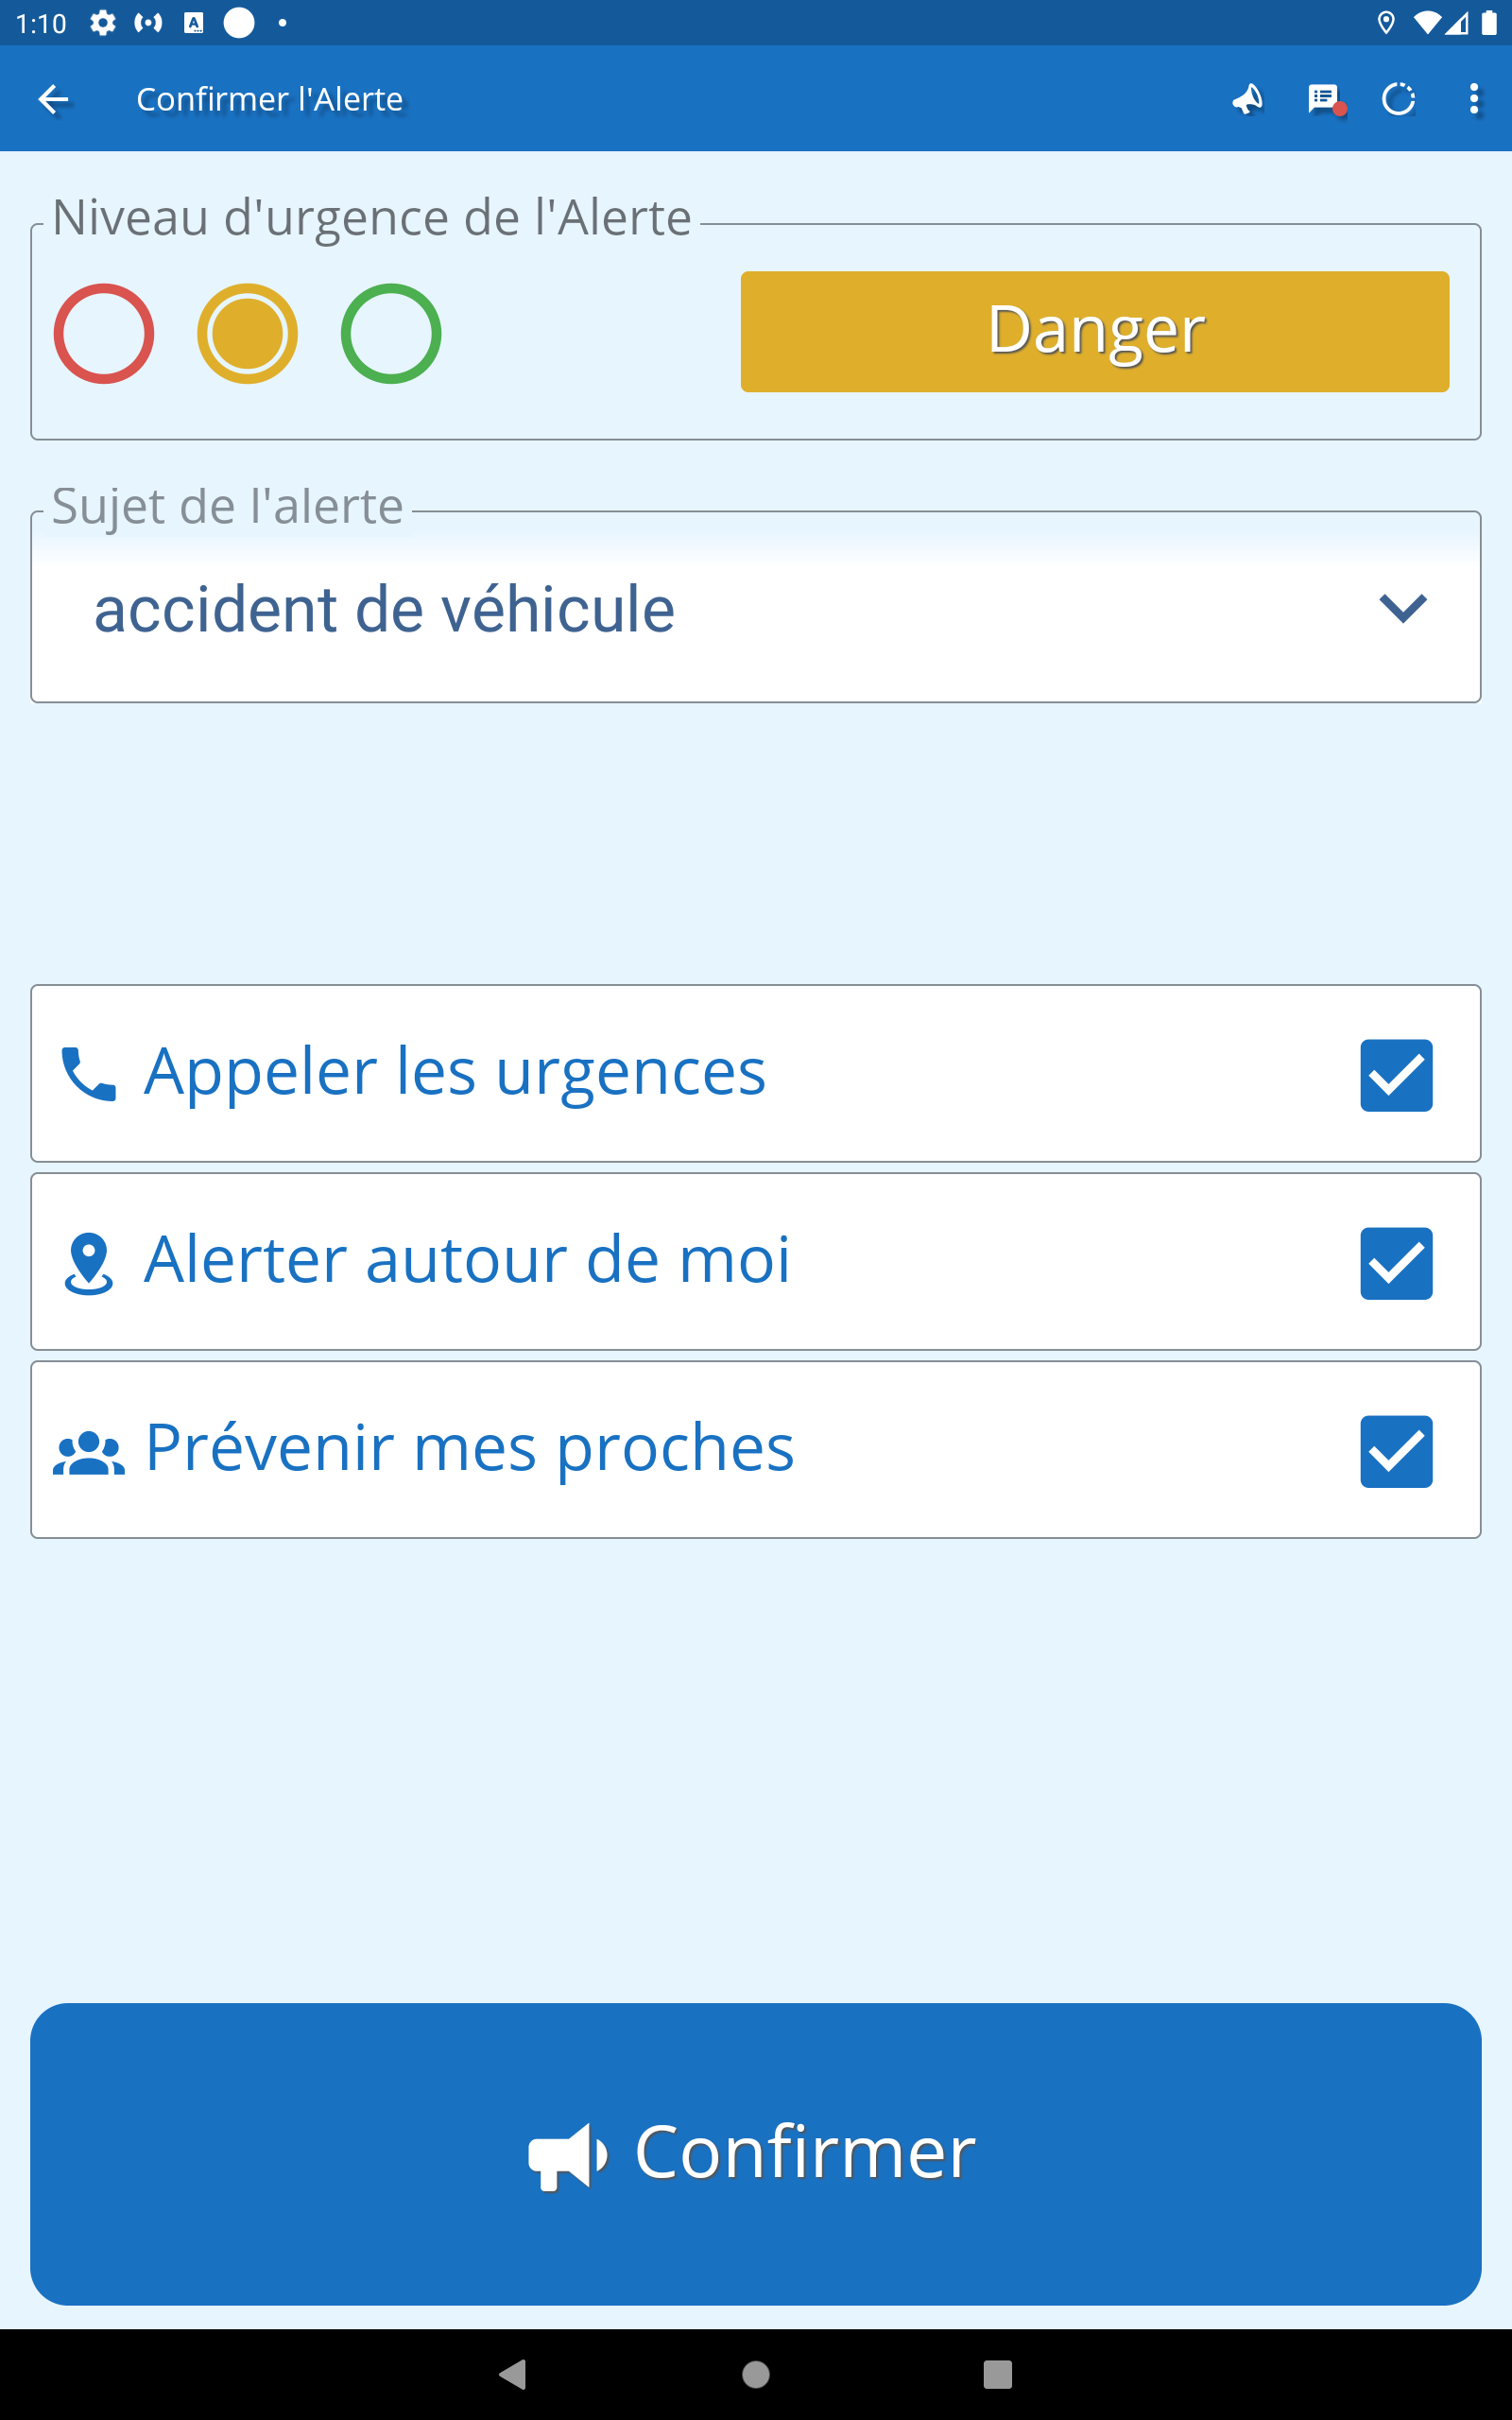 1:10
Confirmer l'Alerte
Niveau d'urgence de l'Alerte
Danger
Sujet de l'alerte
accident de véhicule
Appeler les urgences
Alerter autour de moi
Prévenir mes proches
Confirmer